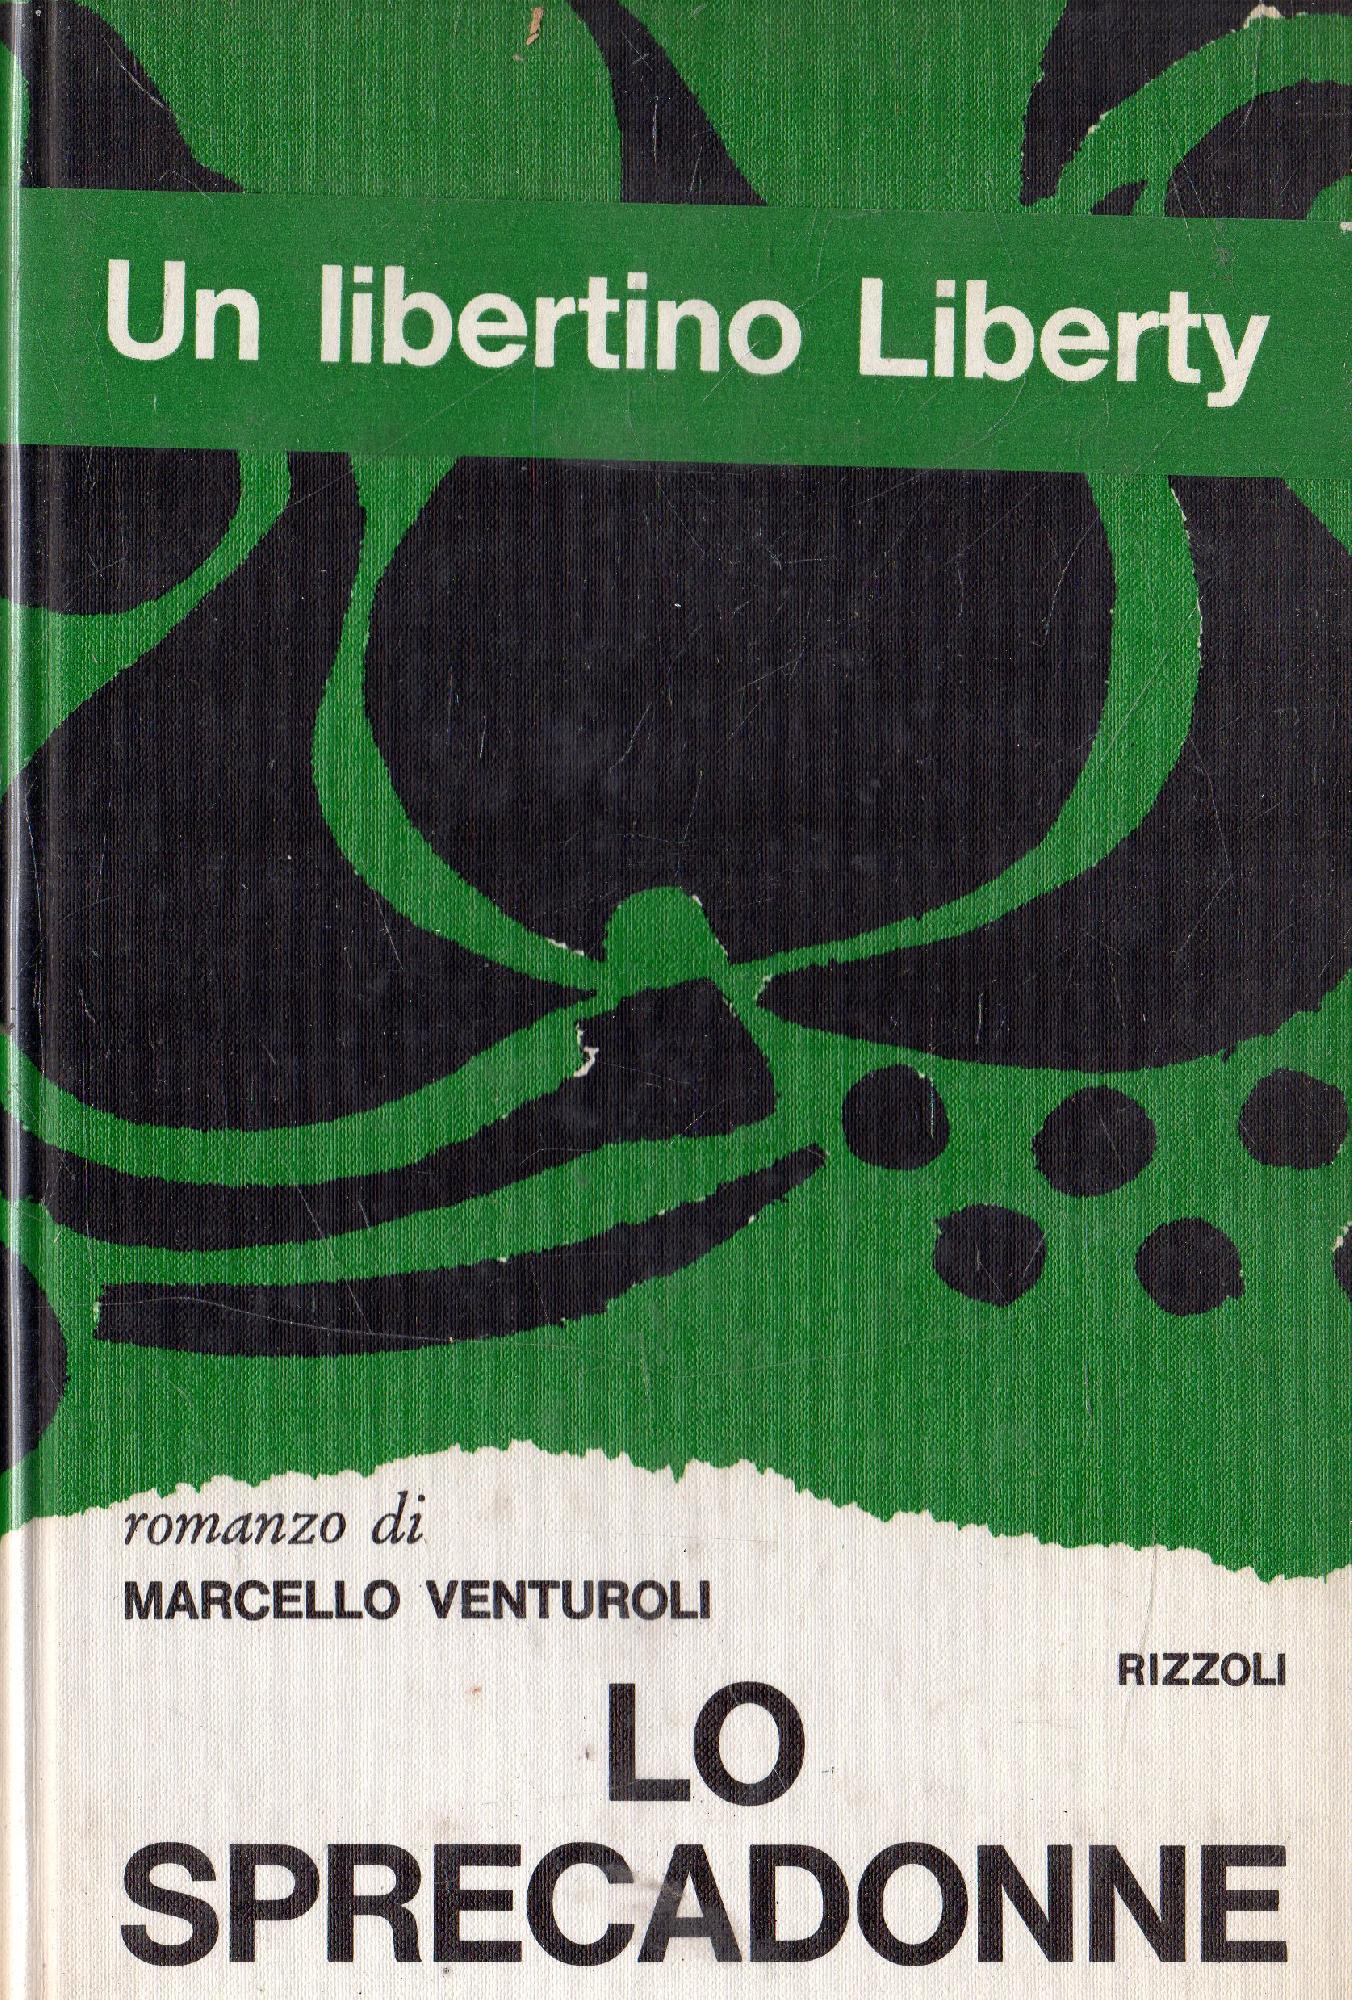 Un libertino Liberty
romanzo di
MARCELLO VENTUROLI
RIZZOLI
LO
SPRECADONNE